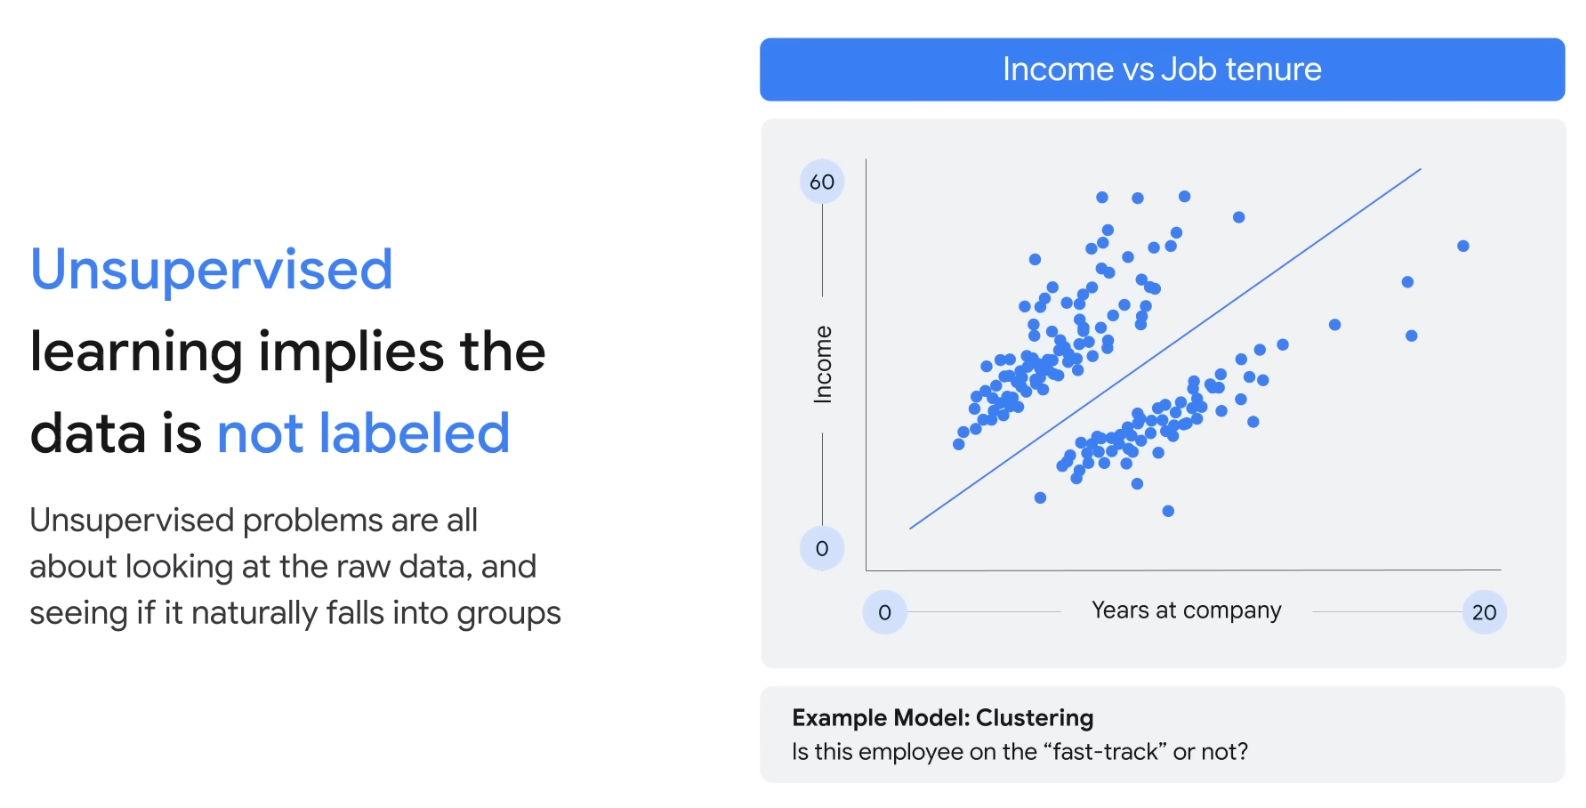 Unsupervised
learning implies the
data is not labeled
Unsupervised problems are all
about looking at the raw data, and
seeing if it naturally falls into groups
Income vs Job tenure
60
Income
0
0
Years at company
20
Example Model: Clustering
Is this employee on the “fast-track” or not?